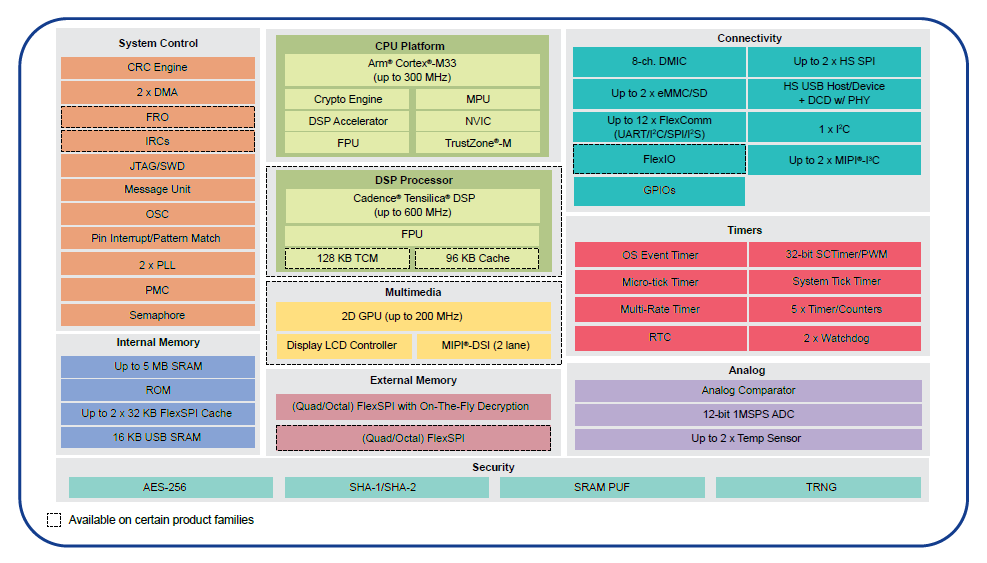 System Control
CRC Engine
2 x DMA
FRO
IRCs
JTAG/SWD
Message Unit
OSC
Pin Interrupt/Pattern Match
2 x PLL
PMC
Semaphore
Internal Memory
Up to 5 MB SRAM
ROM
Up to 2 x 32 KB FlexSPI Cache
16 KB USB SRAM
CPU Platform
Arm® Cortex®-M33
(up to 300 MHz)
Crypto Engine
MPU
DSP Accelerator
NVIC
FPU
TrustZone®-M
DSP Processor
Cadence® Tensilica® DSP
(up to 600 MHz)
FPU
128 KB TCM
96 KB Cache
Multimedia
2D GPU (up to 200 MHz)
Display LCD Controller
MIPI®-DSI (2 lane)
External Memory
(Quad/Octal) FlexSPI with On-The-Fly Decryption
(Quad/Octal) FlexSPI
Connectivity
8-ch. DMIC
Up to 2 x HS SPI
Up to 2 x eMMC/SD
HS USB Host/Device
+ DCD w/ PHY
Up to 12 x FlexComm
(UART/I²C/SPI/I²S)
1 x I²C
FlexIO
Up to 2 x MIPI®-I³C
GPIOs
Timers
OS Event Timer
32-bit SCTimer/PWM
Micro-tick Timer
System Tick Timer
Multi-Rate Timer
5 x Timer/Counters
RTC
2 x Watchdog
Analog
Analog Comparator
12-bit 1MSPS ADC
Up to 2 x Temp Sensor
Security
AES-256
SHA-1/SHA-2
SRAM PUF
TRNG
Available on certain product families